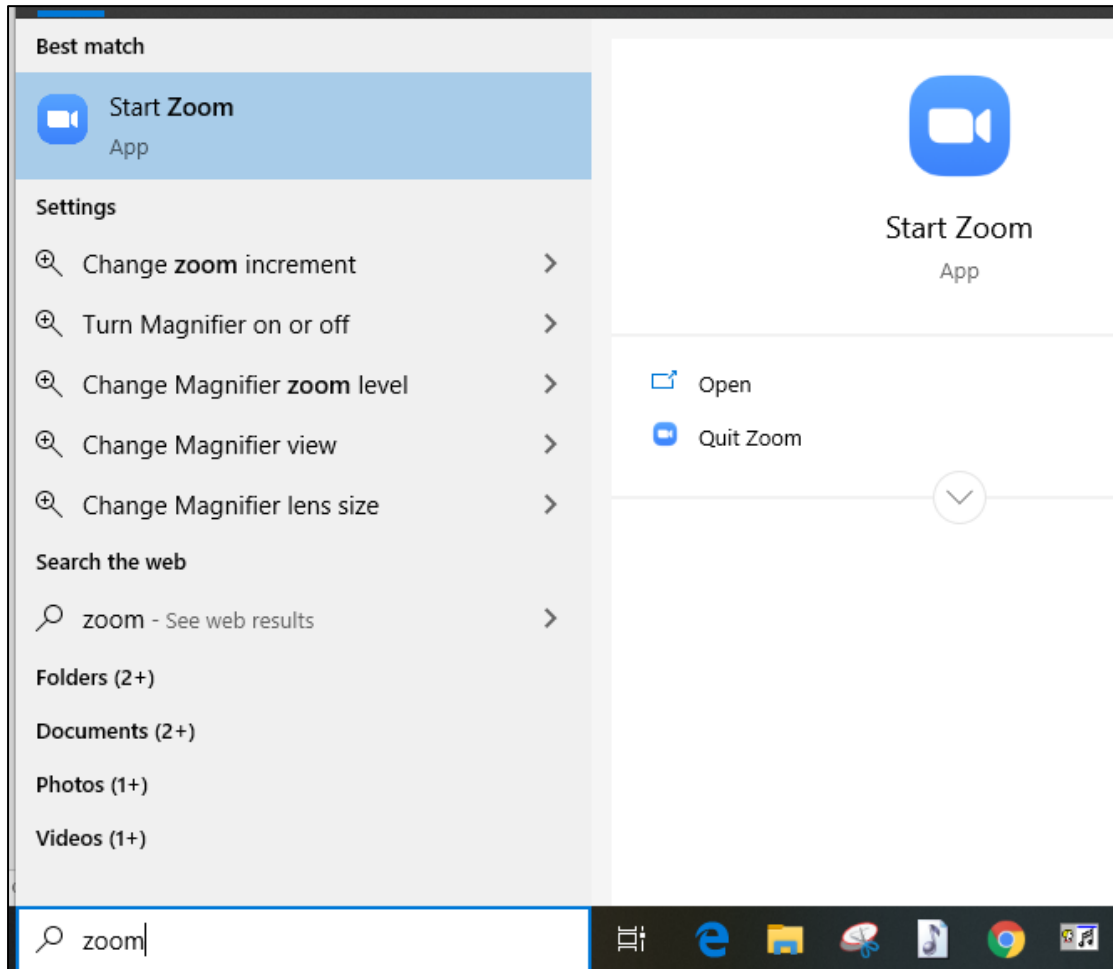 Best match
Start Zoom
App
Settings
Change zoom increment
Turn Magnifier on or off
Change Magnifier zoom level
Change Magnifier view
Change Magnifier lens size
Search the web
zoom - See web results
Folders (2+)
Documents (2+)
Photos (1+)
Videos (1+)
zoom
Start Zoom
App
Open
Quit Zoom